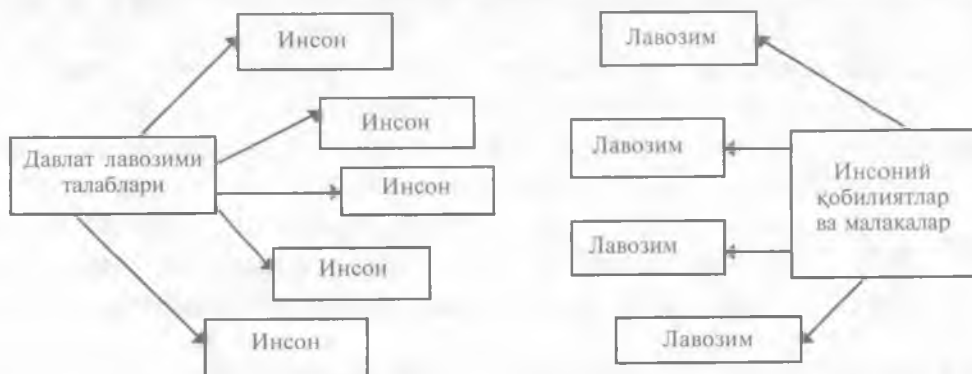 Инсон
Инсон
Давлат лавозими
талаблари
Инсон
Инсон
Инсон
Лавозим
Лавозим
Инсоний
қобилиятлар
ва малакалар
Лавозим
Лавозим